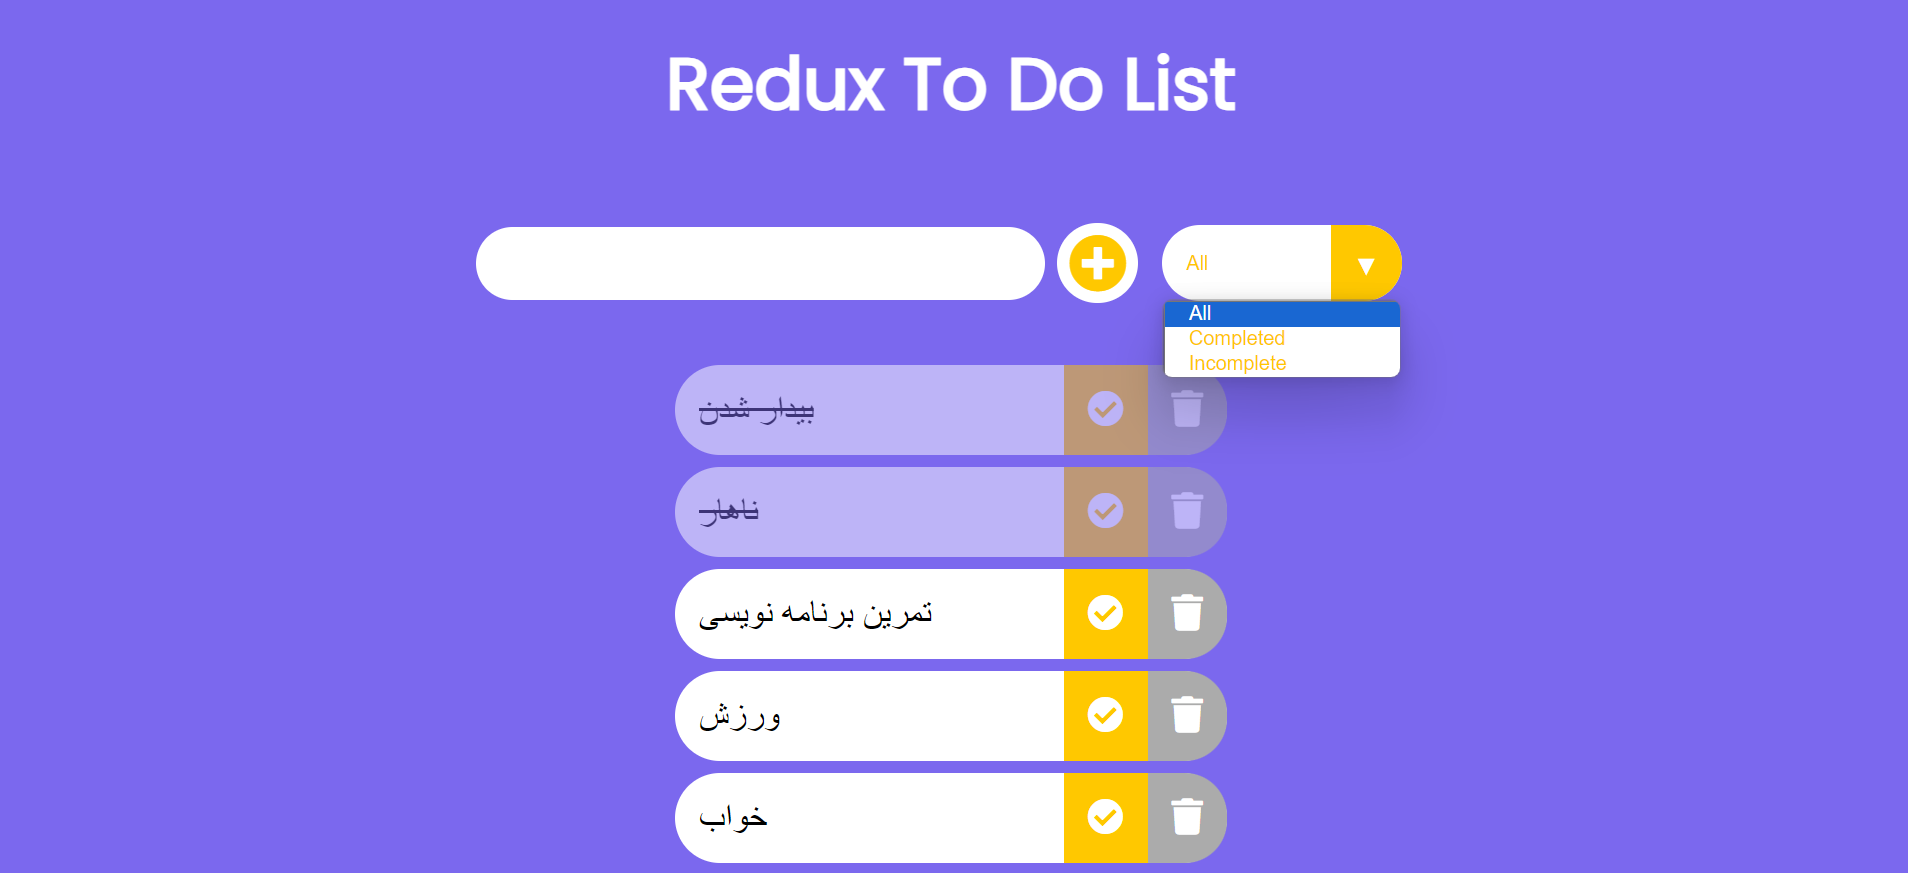 Redux To Do List
All
All
Completed
Incomplete
بیدار شدن
ناهار
تمرین برنامه نویسی
ورزش
خواب